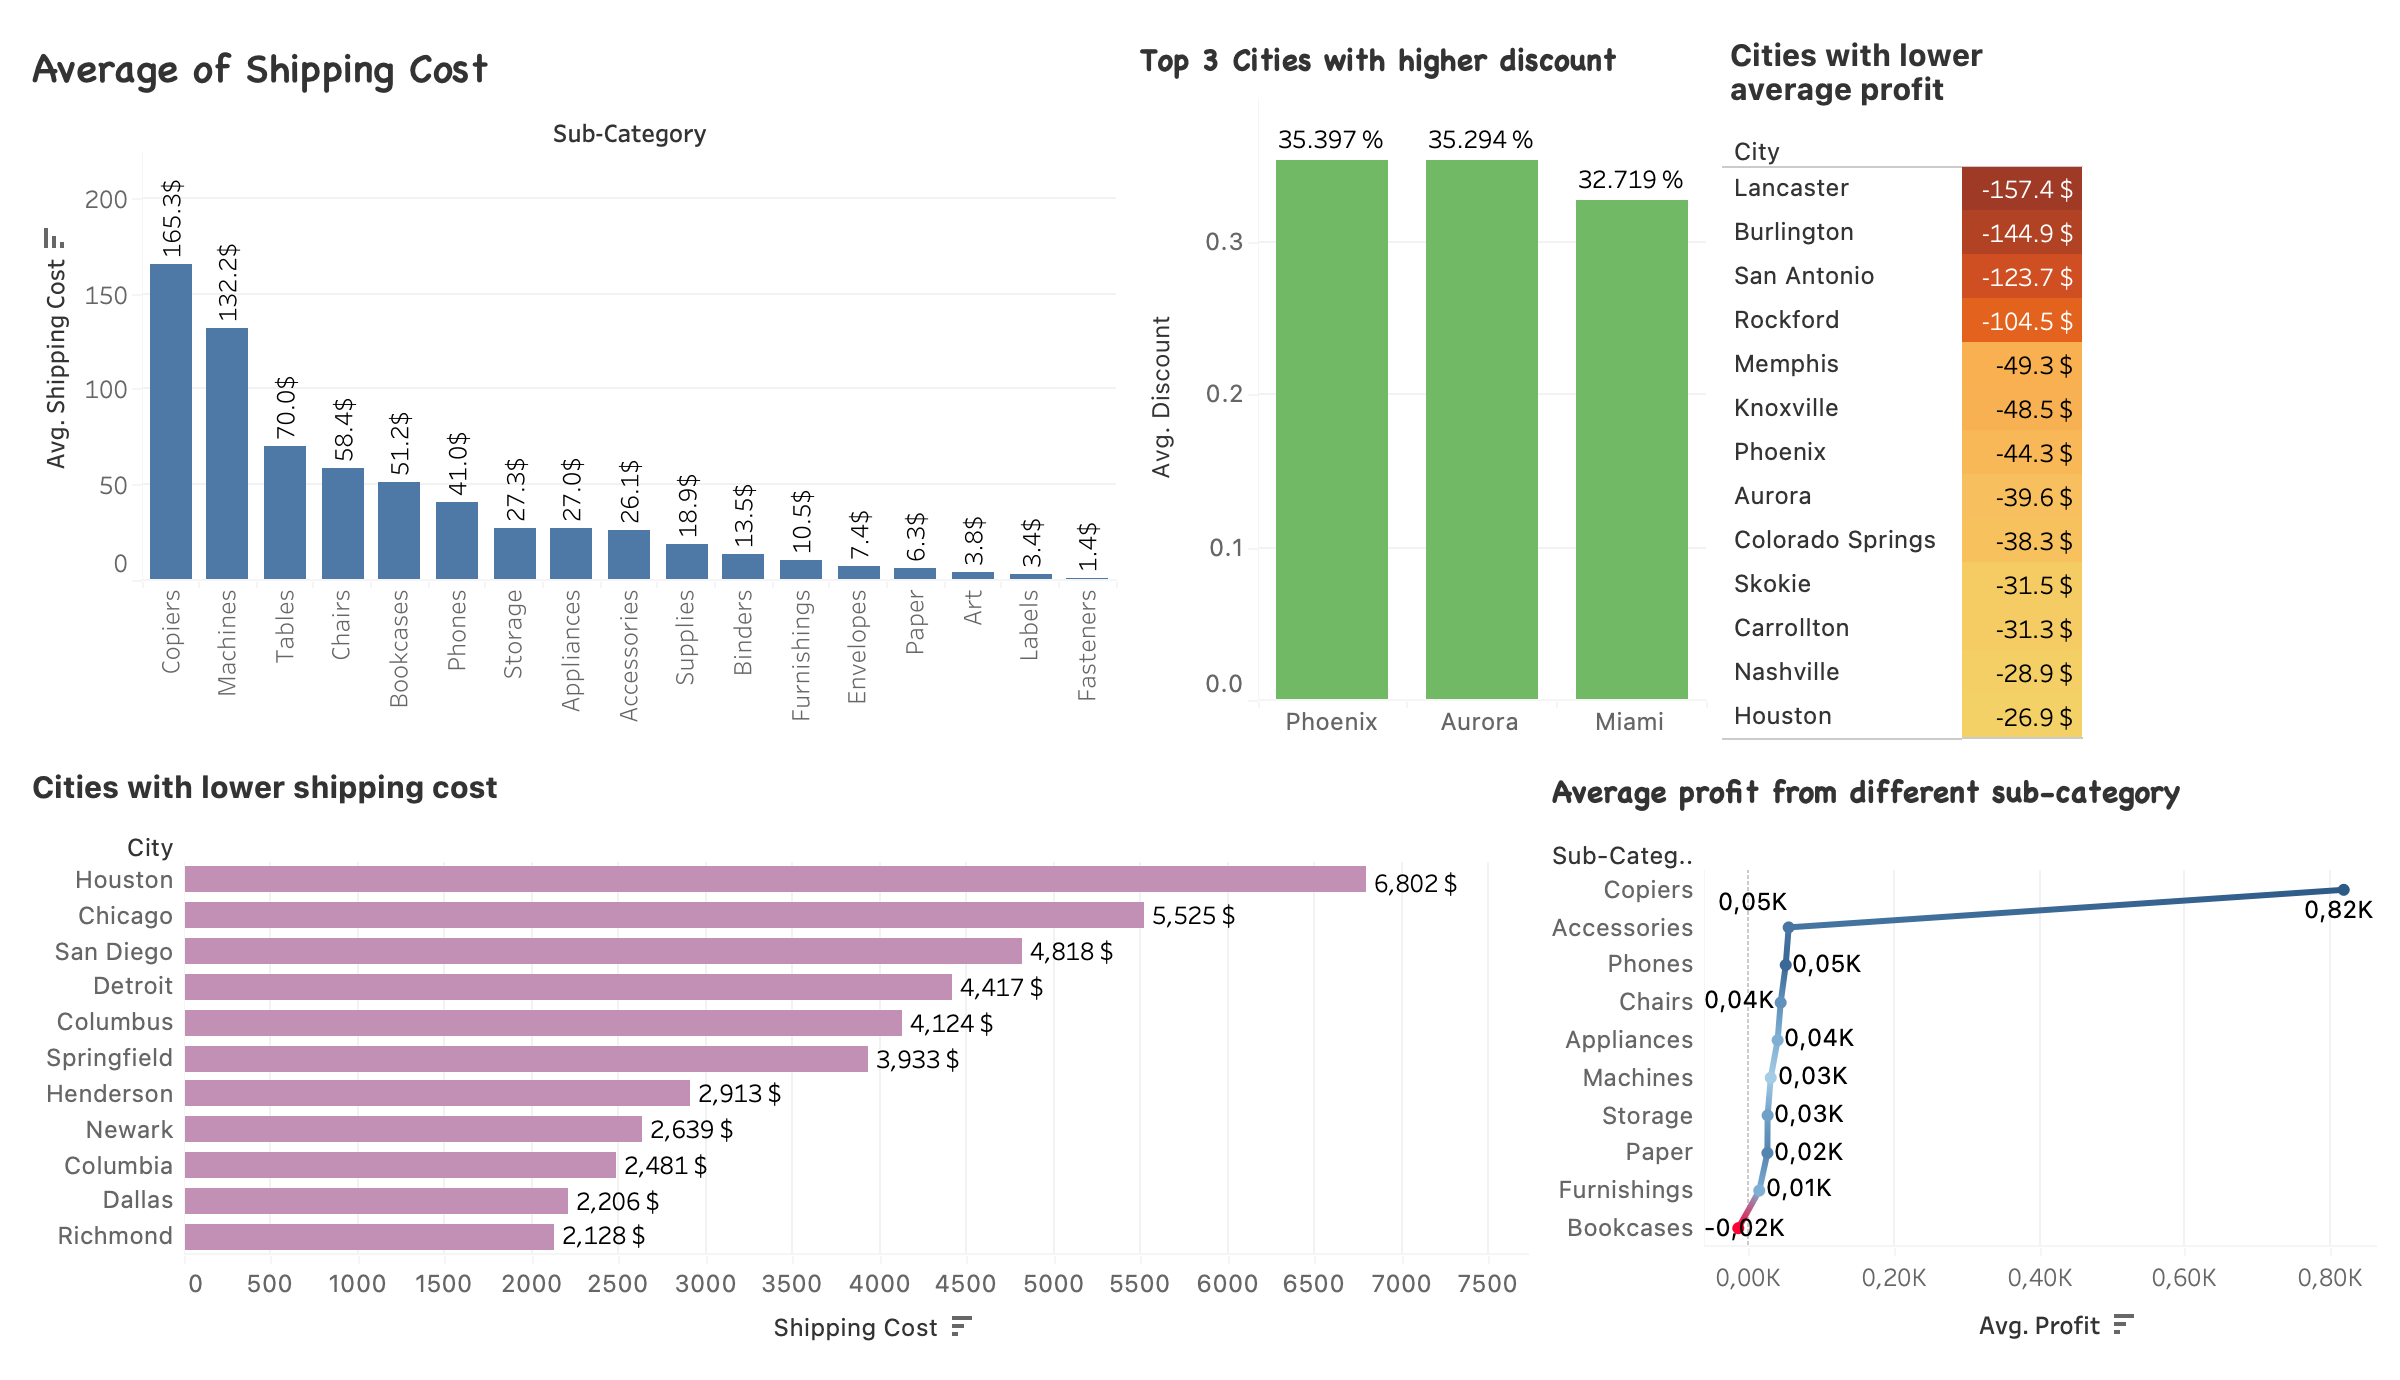 Average of Shipping Cost
Sub-Category
Avg. Shipping Cost
200
150
100
50
0
165.3$
132.2$
70.0$
58.4$
51.2$
41.0$
27.3$
27.0$
26.1$
18.9$
13.5$
10.5$
7.4$
6.3$
3.8$
3.4$
1.4$
Copiers
Machines
Tables
Chairs
Bookcases
Phones
Storage
Appliances
Accessories
Supplies
Binders
Furnishings
Envelopes
Paper
Art
Labels
Fasteners
Top 3 Cities with higher discount
Avg. Discount
0.3
0.2
0.1
0.0
35.397 %
35.294 %
32.719 %
Phoenix
Aurora
Miami
Cities with lower
average profit
City
Lancaster -157.4 $
Burlington -144.9 $
San Antonio -123.7 $
Rockford -104.5 $
Memphis -49.3 $
Knoxville -48.5 $
Phoenix -44.3 $
Aurora -39.6 $
Colorado Springs -38.3 $
Skokie -31.5 $
Carrollton -31.3 $
Nashville -28.9 $
Houston -26.9 $
Cities with lower shipping cost
City
Houston 6,802 $
Chicago 5,525 $
San Diego 4,818 $
Detroit 4,417 $
Columbus 4,124 $
Springfield 3,933 $
Henderson 2,913 $
Newark 2,639 $
Columbia 2,481 $
Dallas 2,206 $
Richmond 2,128 $
0 500 1000 1500 2000 2500 3000 3500 4000 4500 5000 5500 6000 6500 7000 7500
Shipping Cost
Average profit from different sub-category
Sub-Categ..
Copiers 0,82K
Accessories 0,05K
Phones 0,05K
Chairs 0,04K
Appliances 0,04K
Machines 0,03K
Storage 0,03K
Paper 0,02K
Furnishings 0,01K
Bookcases -0,02K
0,00K 0,20K 0,40K 0,60K 0,80K
Avg. Profit